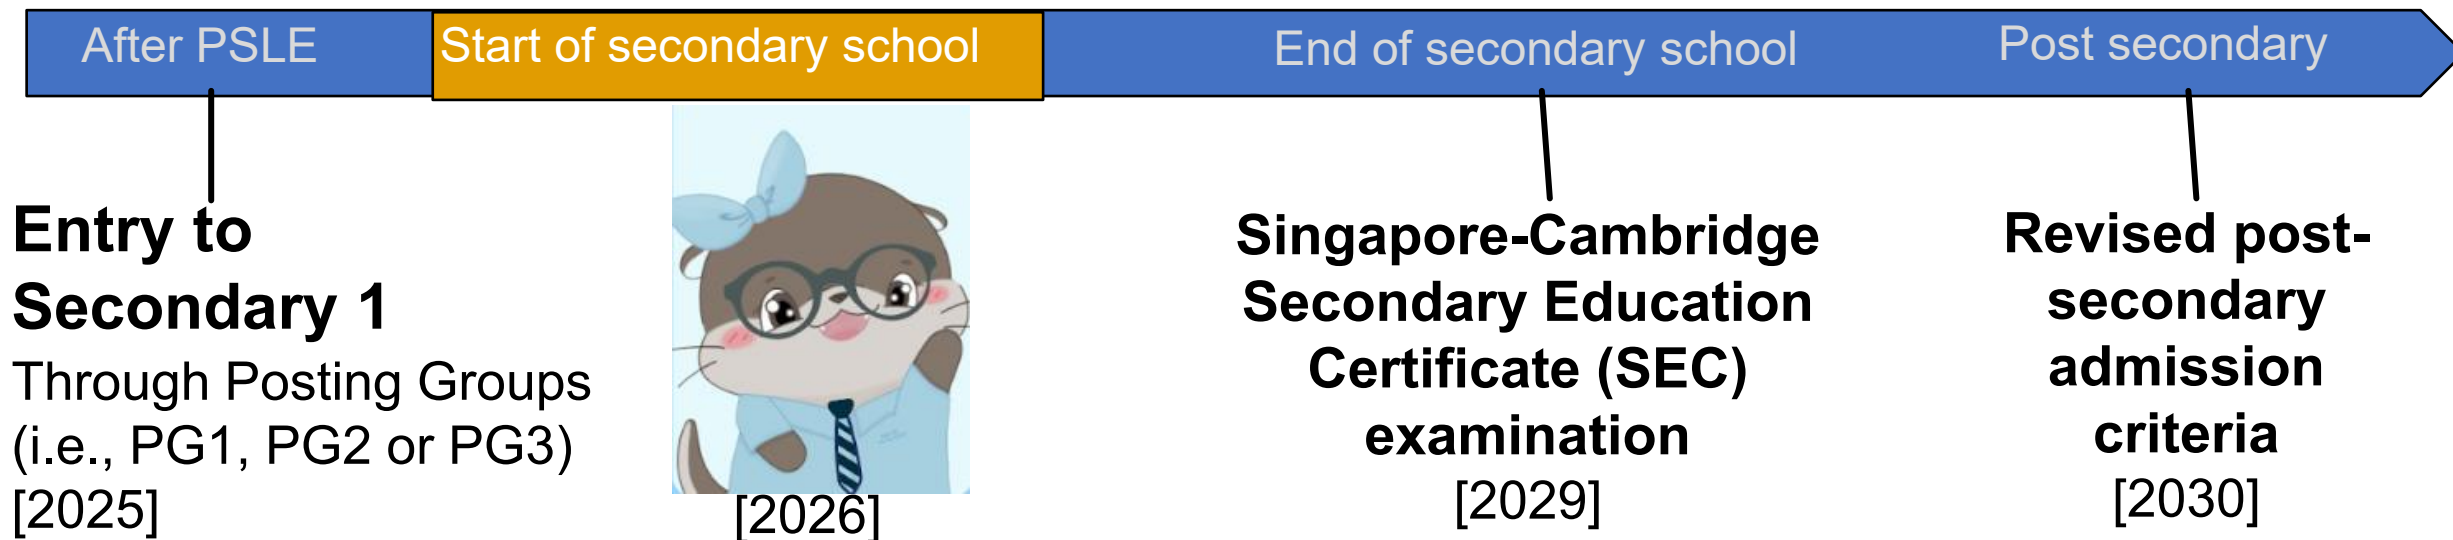 After PSLE
Start of secondary school
End of secondary school
Post secondary
Entry to
Secondary 1
Through Posting Groups
(i.e., PG1, PG2 or PG3)
[2025]
[2026]
Singapore-Cambridge
Secondary Education
Certificate (SEC)
examination
[2029]
Revised post-
secondary
admission
criteria
[2030]